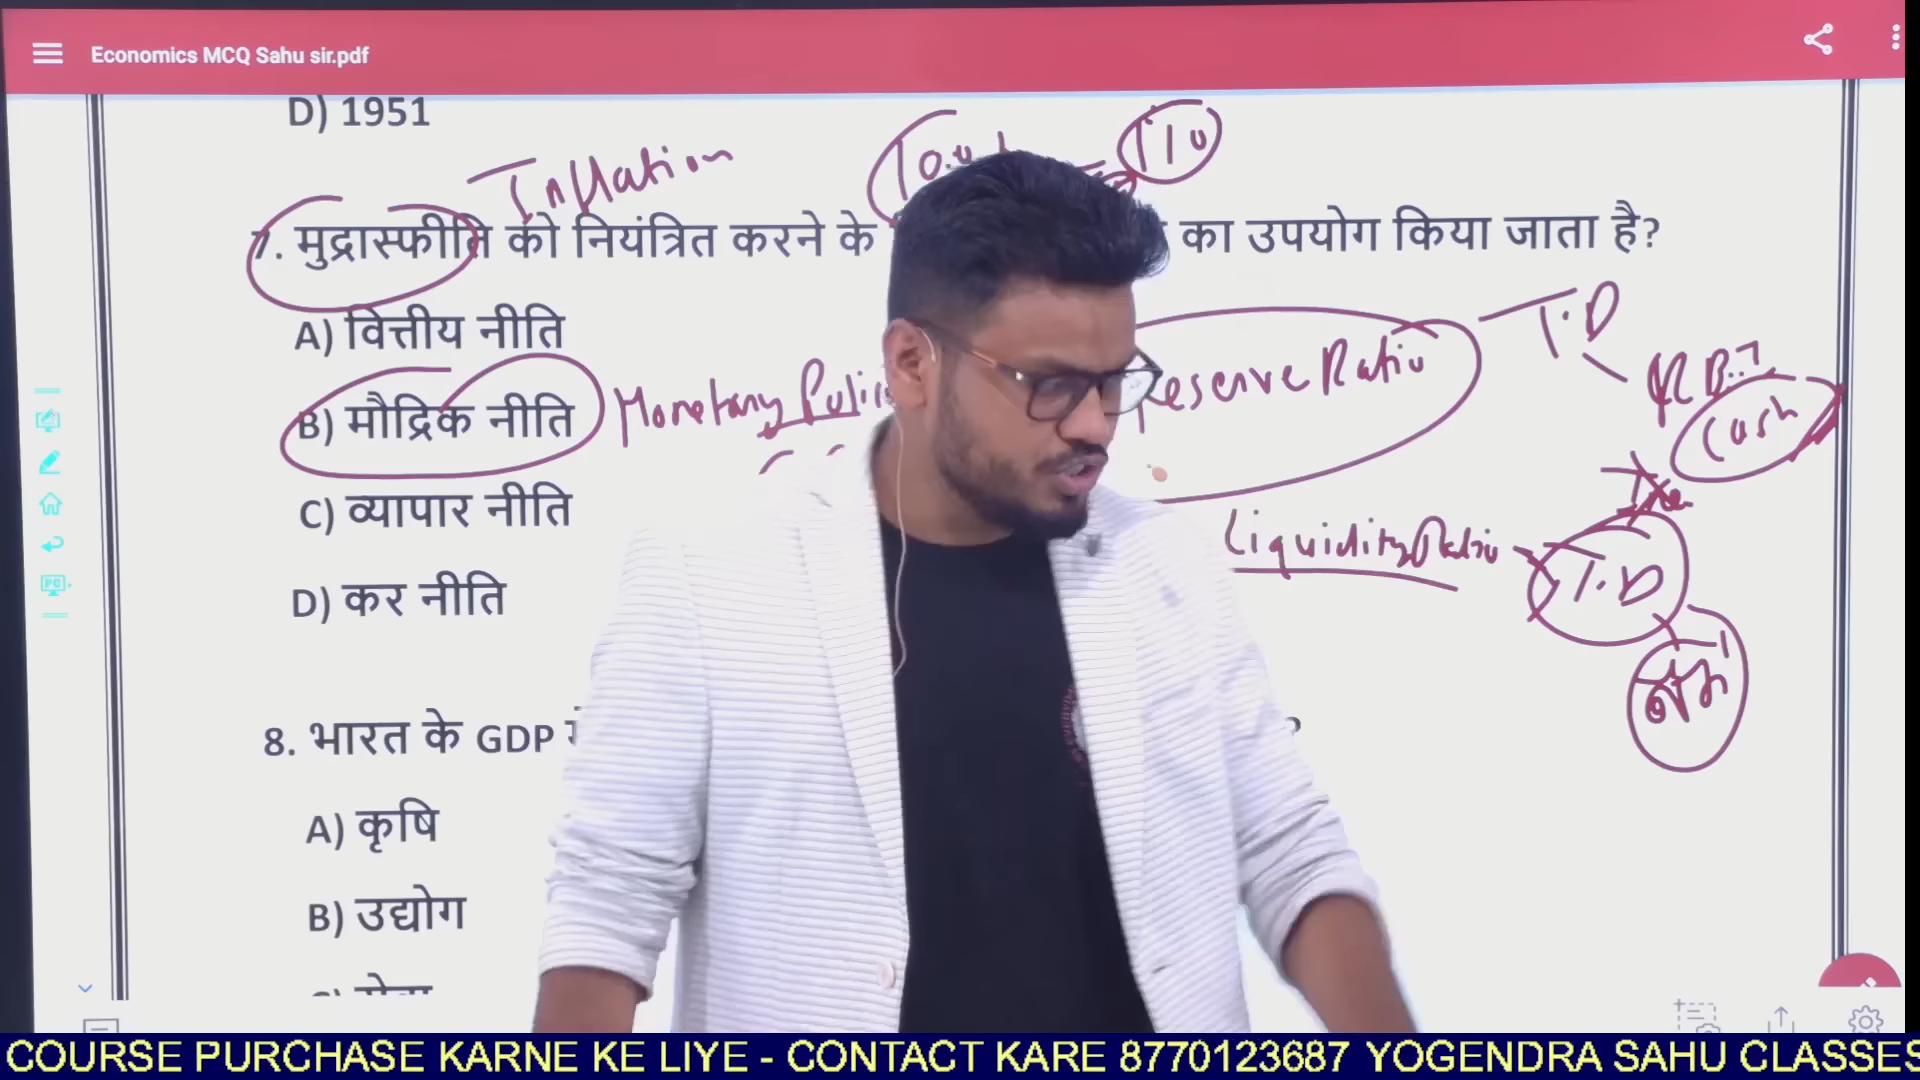 Economics MCQ Sahu sir.pdf
D) 1951
Inflation
7. मुद्रास्फीति को नियंत्रित करने के
का उपयोग किया जाता है?
A) वित्तीय नीति
T.D
B) मौद्रिक नीति
Monetary
Reserve Ratio
Cash
C) व्यापार नीति
Liquidity Ratio
T.D
D) कर नीति
8. भारत के GDP
?
A) कृषि
B) उद्योग
COURSE PURCHASE KARNE KE LIYE - CONTACT KARE 8770123687 YOGENDRA SAHU CLASSES